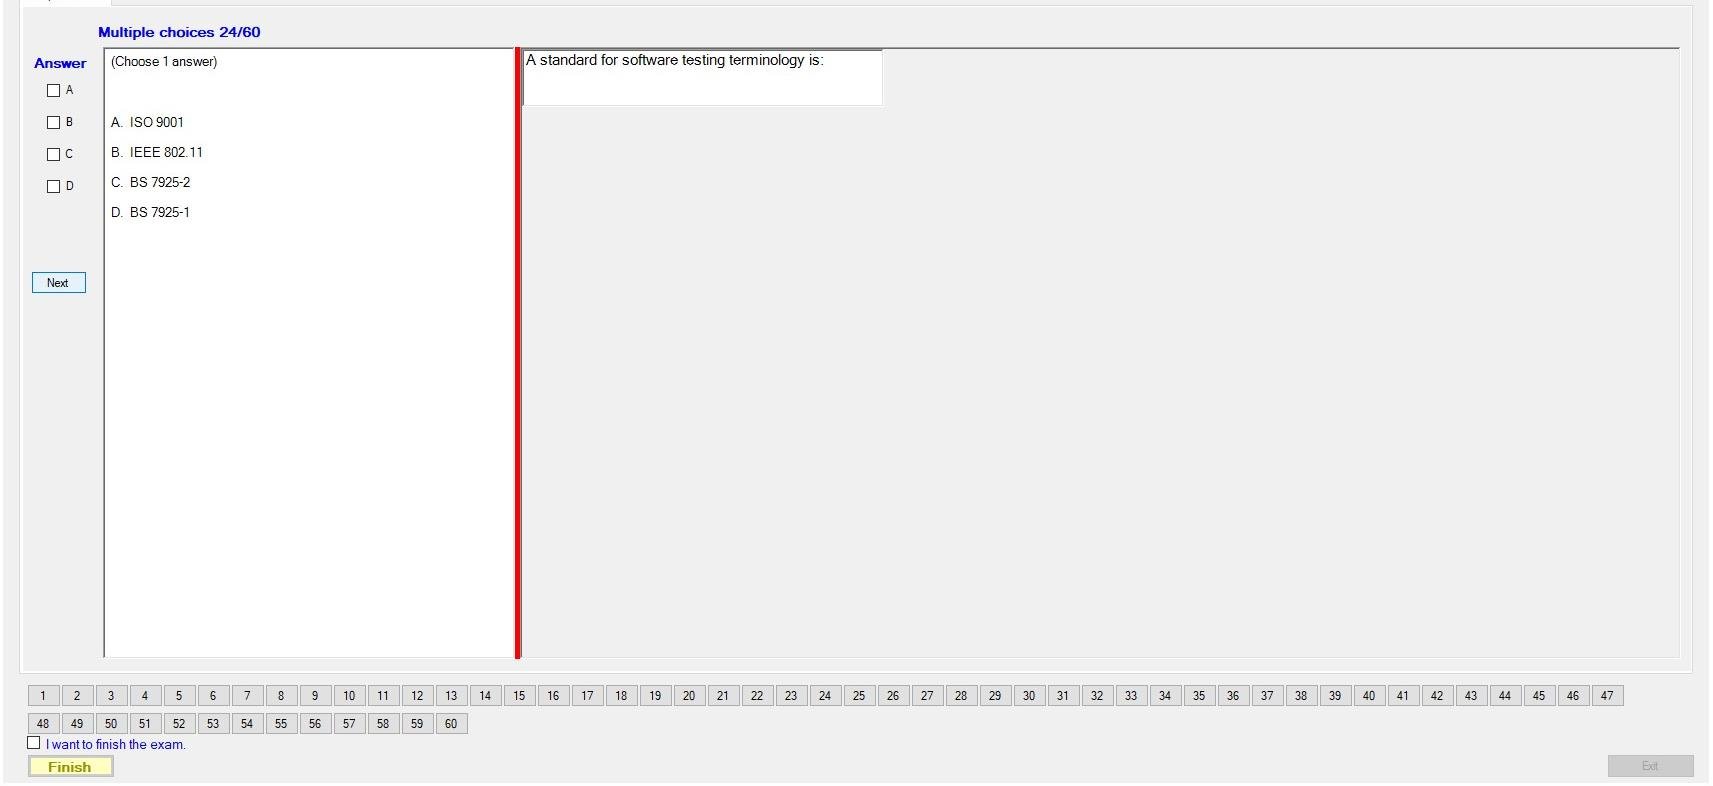 Multiple choices 24/60
Answer
(Choose 1 answer)
A standard for software testing terminology is:
A
B
C
D
A. ISO 9001
B. IEEE 802.11
C. BS 7925-2
D. BS 7925-1
Next
1 2 3 4 5 6 7 8 9 10 11 12 13 14 15 16 17 18 19 20 21 22 23 24 25 26 27 28 29 30 31 32 33 34 35 36 37 38 39 40 41 42 43 44 45 46 47
48 49 50 51 52 53 54 55 56 57 58 59 60
I want to finish the exam.
Finish
Exit